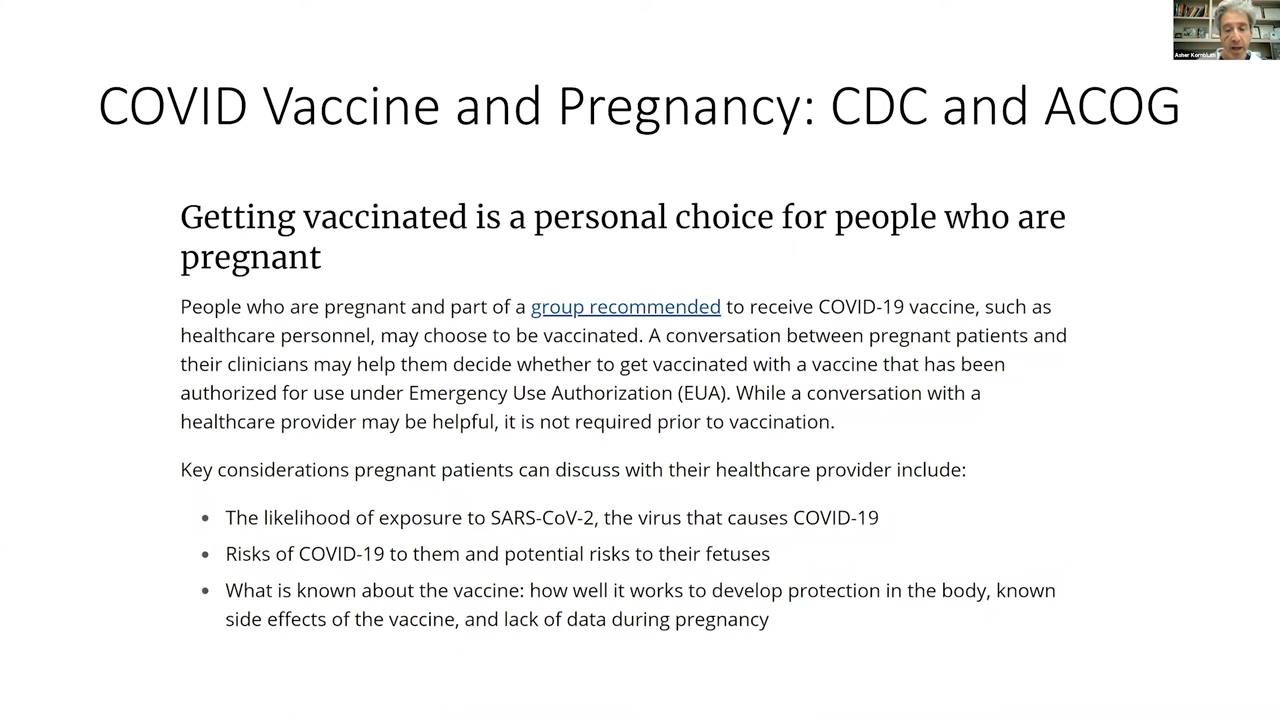 Asher Kornbluth
COVID Vaccine and Pregnancy: CDC and ACOG
Getting vaccinated is a personal choice for people who are
pregnant
People who are pregnant and part of a group recommended to receive COVID-19 vaccine, such as
healthcare personnel, may choose to be vaccinated. A conversation between pregnant patients and
their clinicians may help them decide whether to get vaccinated with a vaccine that has been
authorized for use under Emergency Use Authorization (EUA). While a conversation with a
healthcare provider may be helpful, it is not required prior to vaccination.
Key considerations pregnant patients can discuss with their healthcare provider include:
• The likelihood of exposure to SARS-CoV-2, the virus that causes COVID-19
• Risks of COVID-19 to them and potential risks to their fetuses
• What is known about the vaccine: how well it works to develop protection in the body, known
side effects of the vaccine, and lack of data during pregnancy